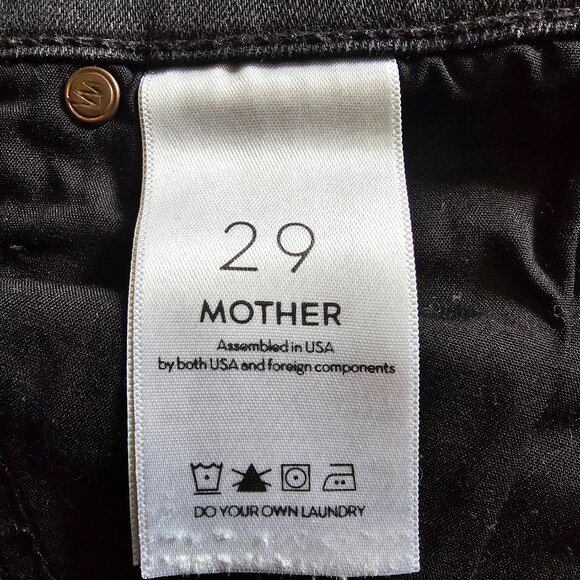 29
MOTHER
Assembled in USA
by both USA and foreign components
DO YOUR OWN LAUNDRY